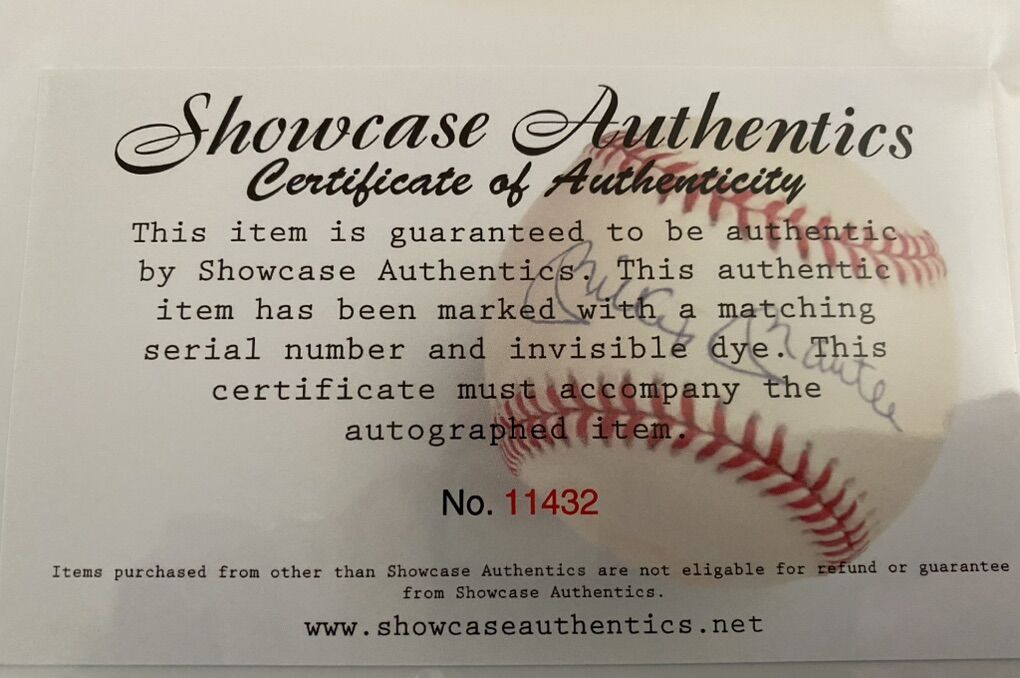 Showcase Authentics
Certificate of Authenticity
This item is guaranteed to be authentic
by Showcase Authentics. This authentic
item has been marked with a matching
serial number and invisible dye. This
certificate must accompany the
autographed item.
Mickey Mantle
No. 11432
Items purchased from other than Showcase Authentics are not eligable for refund or guarantee
from Showcase Authentics.
www.showcaseauthentics.net